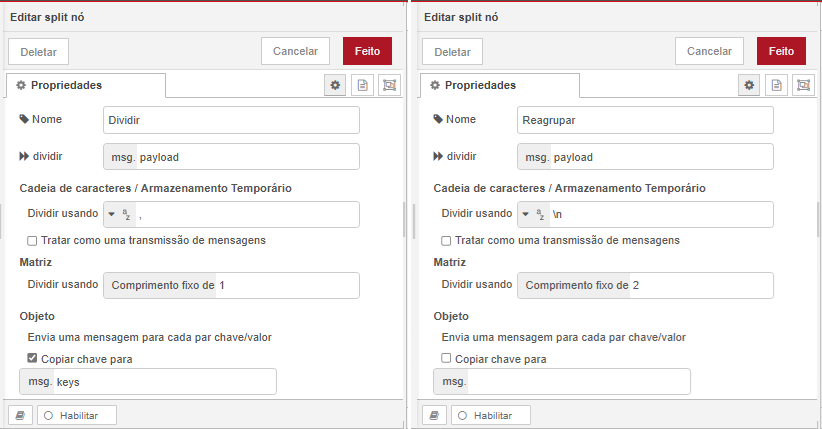 Editar split nó
Deletar
Cancelar
Feito
Propriedades
Nome
Dividir
dividir
msg. payload
Cadeia de caracteres / Armazenamento Temporário
Dividir usando
a
z
,
Tratar como uma transmissão de mensagens
Matriz
Dividir usando
Comprimento fixo de 1
Objeto
Envia uma mensagem para cada par chave/valor
Copiar chave para
msg. keys
Habilitar
Editar split nó
Deletar
Cancelar
Feito
Propriedades
Nome
Reagrupar
dividir
msg. payload
Cadeia de caracteres / Armazenamento Temporário
Dividir usando
a
z
\n
Tratar como uma transmissão de mensagens
Matriz
Dividir usando
Comprimento fixo de 2
Objeto
Envia uma mensagem para cada par chave/valor
Copiar chave para
msg.
Habilitar